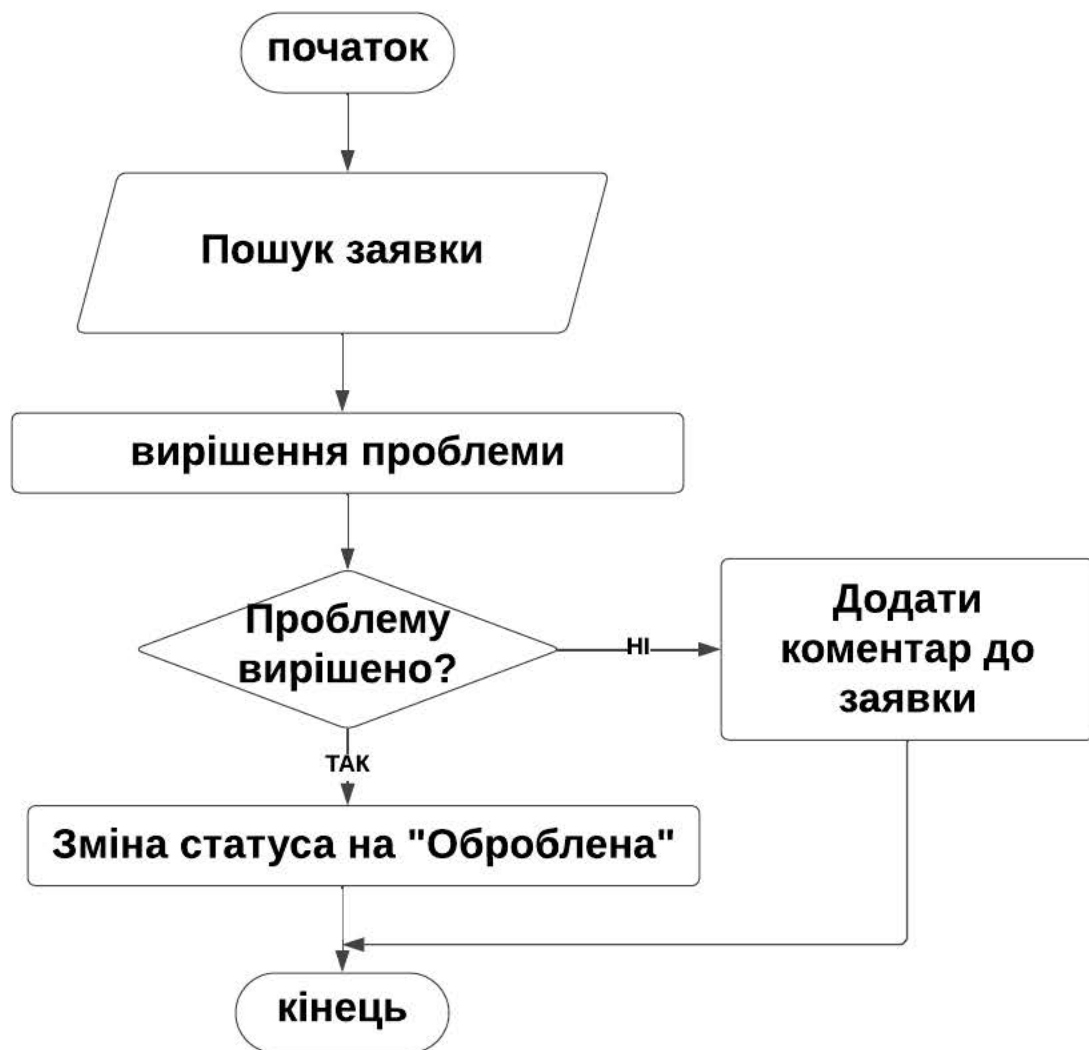 початок
Пошук заявки
вирішення проблеми
Проблему
вирішено?
НІ
Додати
коментар до
заявки
ТАК
Зміна статуса на "Оброблена"
кінець